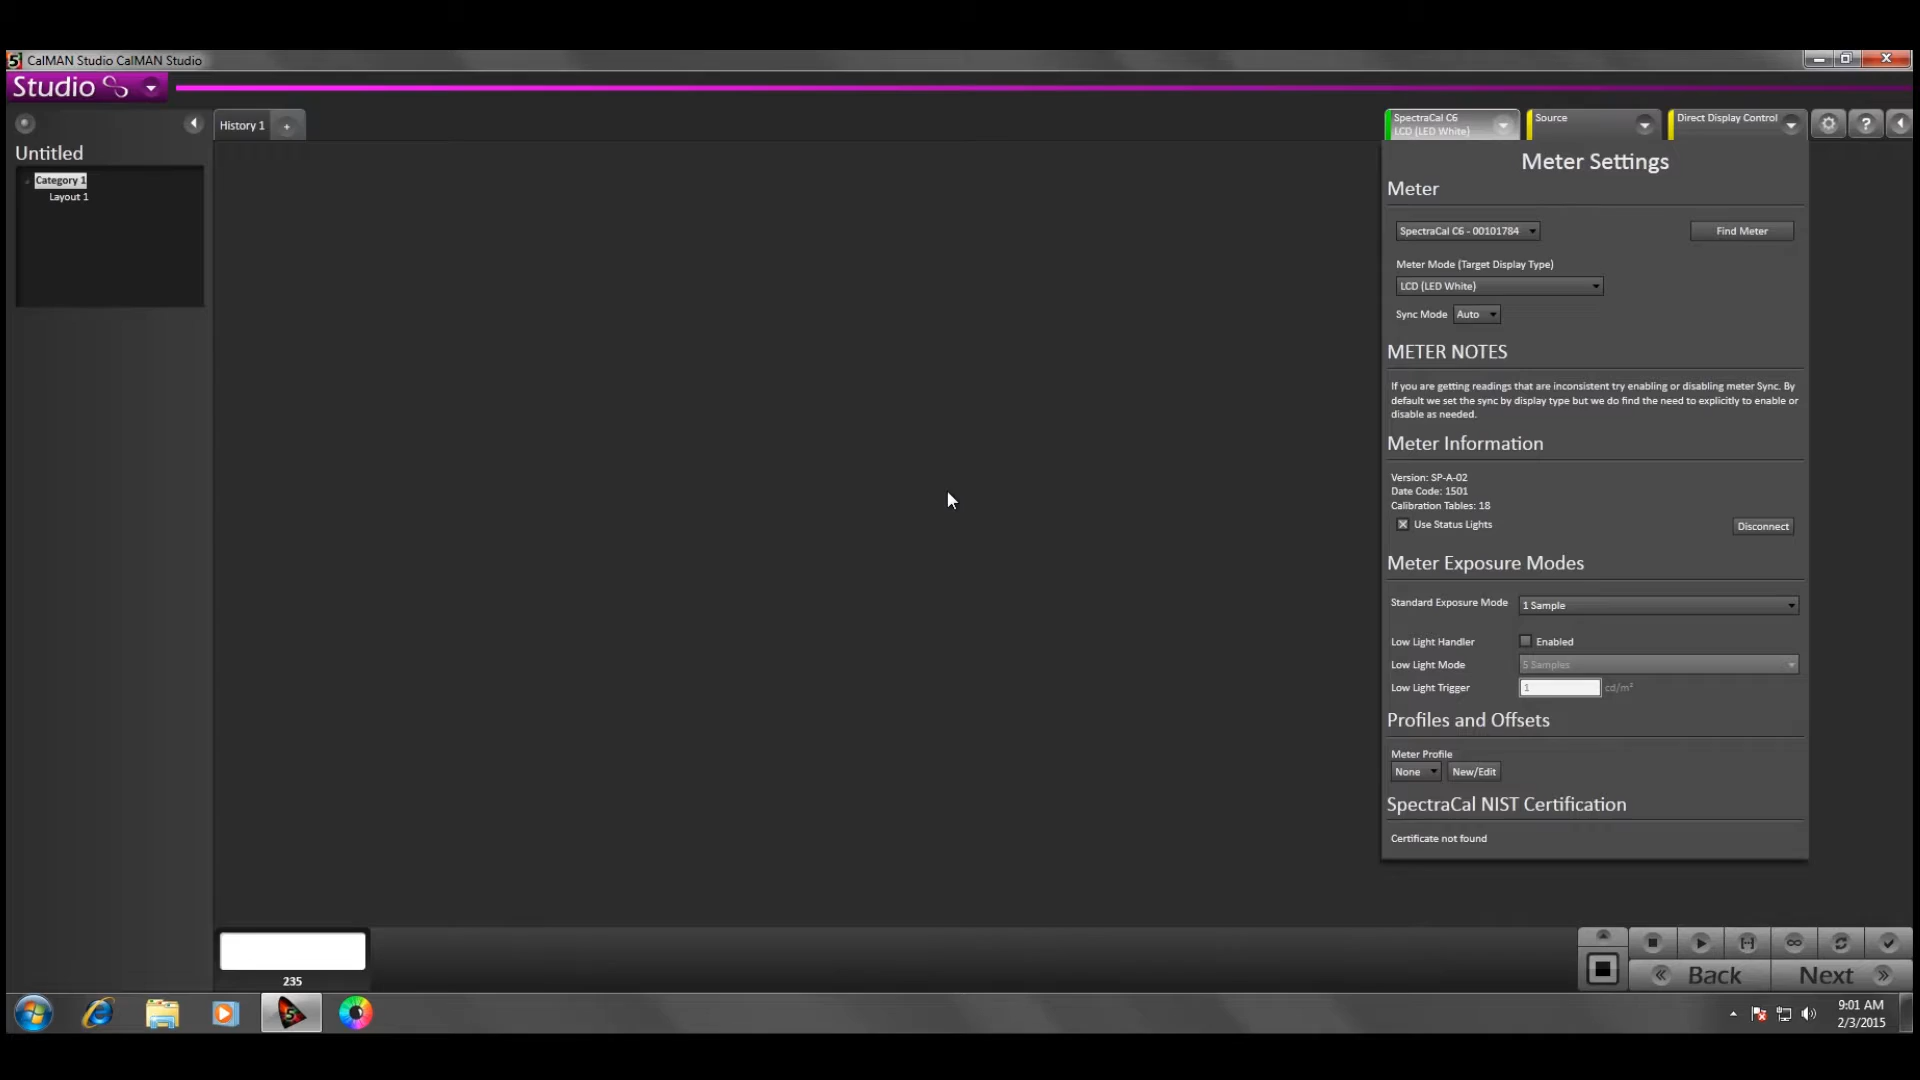 CalMAN Studio CalMAN Studio
Studio
History 1 +
SpectraCal C6
LCD (LED White)
Source
Direct Display Control
?
Untitled
Category 1
Layout 1
Meter Settings
Meter
SpectraCal C6 - 00101784
Find Meter
Meter Mode (Target Display Type)
LCD (LED White)
Sync Mode Auto
METER NOTES
If you are getting readings that are inconsistent try enabling or disabling meter Sync. By
default we set the sync by display type but we do find the need to explicitly to enable or
disable as needed.
Meter Information
Version: SP-A-02
Date Code: 1501
Calibration Tables: 18
Use Status Lights
Disconnect
Meter Exposure Modes
Standard Exposure Mode 1 Sample
Low Light Handler Enabled
Low Light Mode 5 Samples
Low Light Trigger 1 cd/m²
Profiles and Offsets
Meter Profile
None New/Edit
SpectraCal NIST Certification
Certificate not found
235
Back Next
9:01 AM
2/3/2015